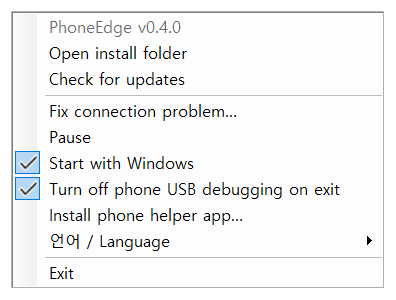 PhoneEdge v0.4.0
Open install folder
Check for updates
Fix connection problem...
Pause
Start with Windows
Turn off phone USB debugging on exit
Install phone helper app...
언어 / Language
Exit